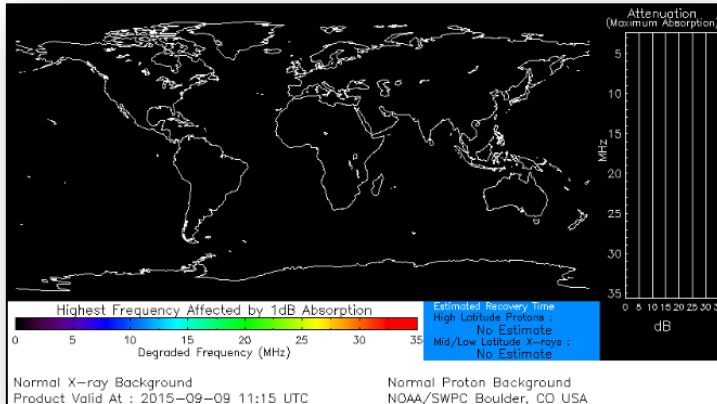 Attenuation
(Maximum Absorption)
5
10
15
20
25
30
35
MHz
0 5 10 15 20 25 30 3
dB
Highest Frequency Affected by 1dB Absorption
0 5 10 15 20 25 30 35
Degraded Frequency (MHz)
Estimated Recovery Time
High Latitude Protons :
No Estimate
Mid/Low Latitude X-rays :
No Estimate
Normal X-ray Background
Product Valid At : 2015-09-09 11:15 UTC
Normal Proton Background
NOAA/SWPC Boulder, CO USA